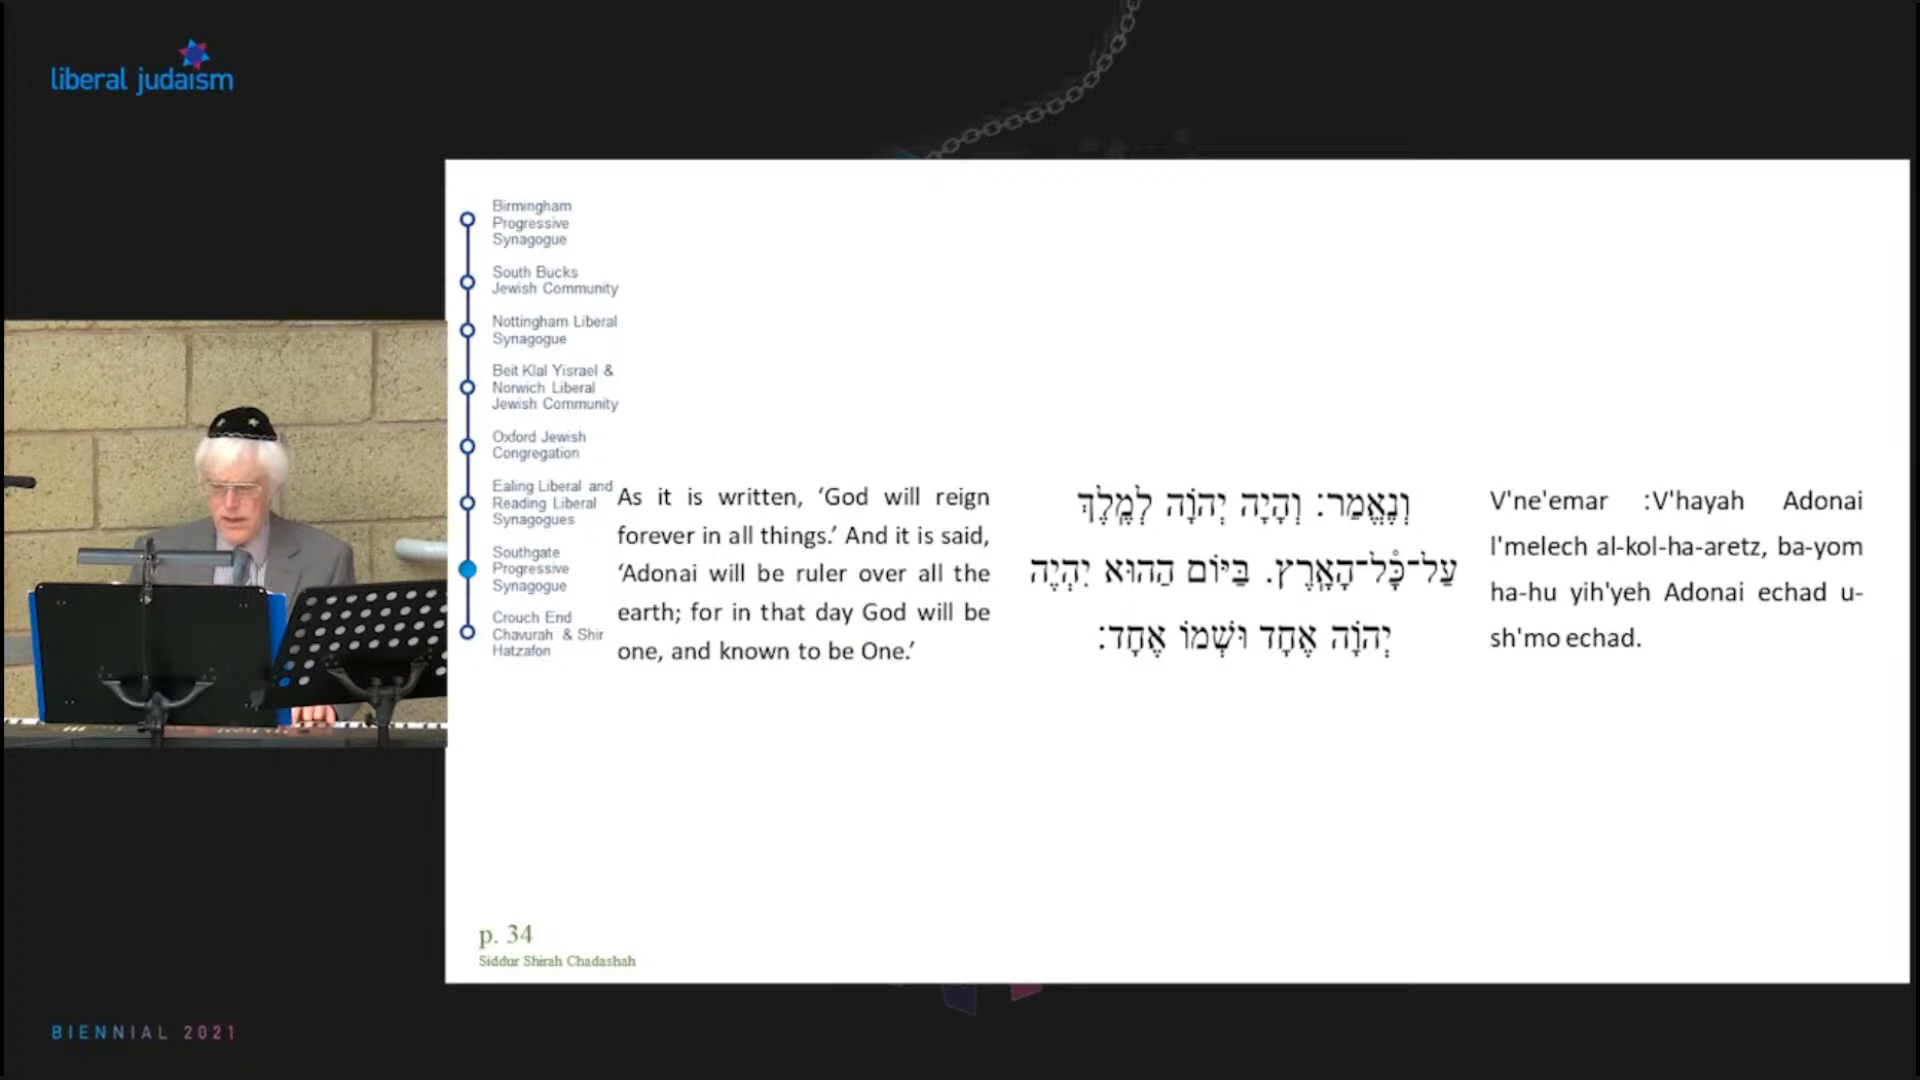 liberal judaism
Birmingham
Progressive
Synagogue
South Bucks
Jewish Community
Nottingham Liberal
Synagogue
Beit Klal Yisrael &
Norwich Liberal
Jewish Community
Oxford Jewish
Congregation
Ealing Liberal and
Reading Liberal
Synagogues
Southgate
Progressive
Synagogue
Crouch End
Chavurah & Shir
Hatzafon
As it is written, ‘God will reign
forever in all things.’ And it is said,
‘Adonai will be ruler over all the
earth; for in that day God will be
one, and known to be One.’
וְנֶאֱמַר׃ וְהָיָה יְהֹוָה לְמֶֽלֶךְ
עַל־כׇּל־הָאָֽרֶץ. בַּיּוֹם הַהוּא יִהְיֶה
יְהֹוָה אֶחָד וּשְׁמוֹ אֶחָד׃
V'ne'emar :V'hayah Adonai
l'melech al-kol-ha-aretz, ba-yom
ha-hu yih'yeh Adonai echad u-
sh'mo echad.
p. 34
Siddur Shirah Chadashah
BIENNIAL 2021